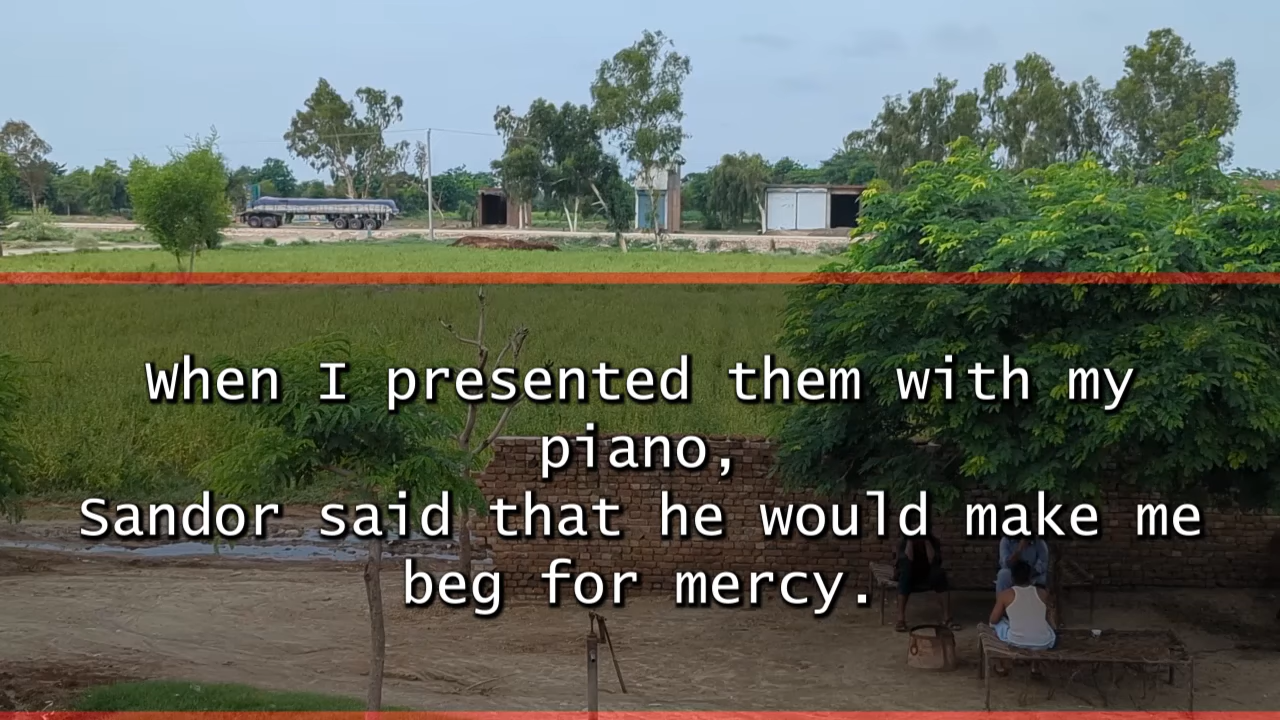 When I presented them with my
piano,
Sandor said that he would make me
beg for mercy.